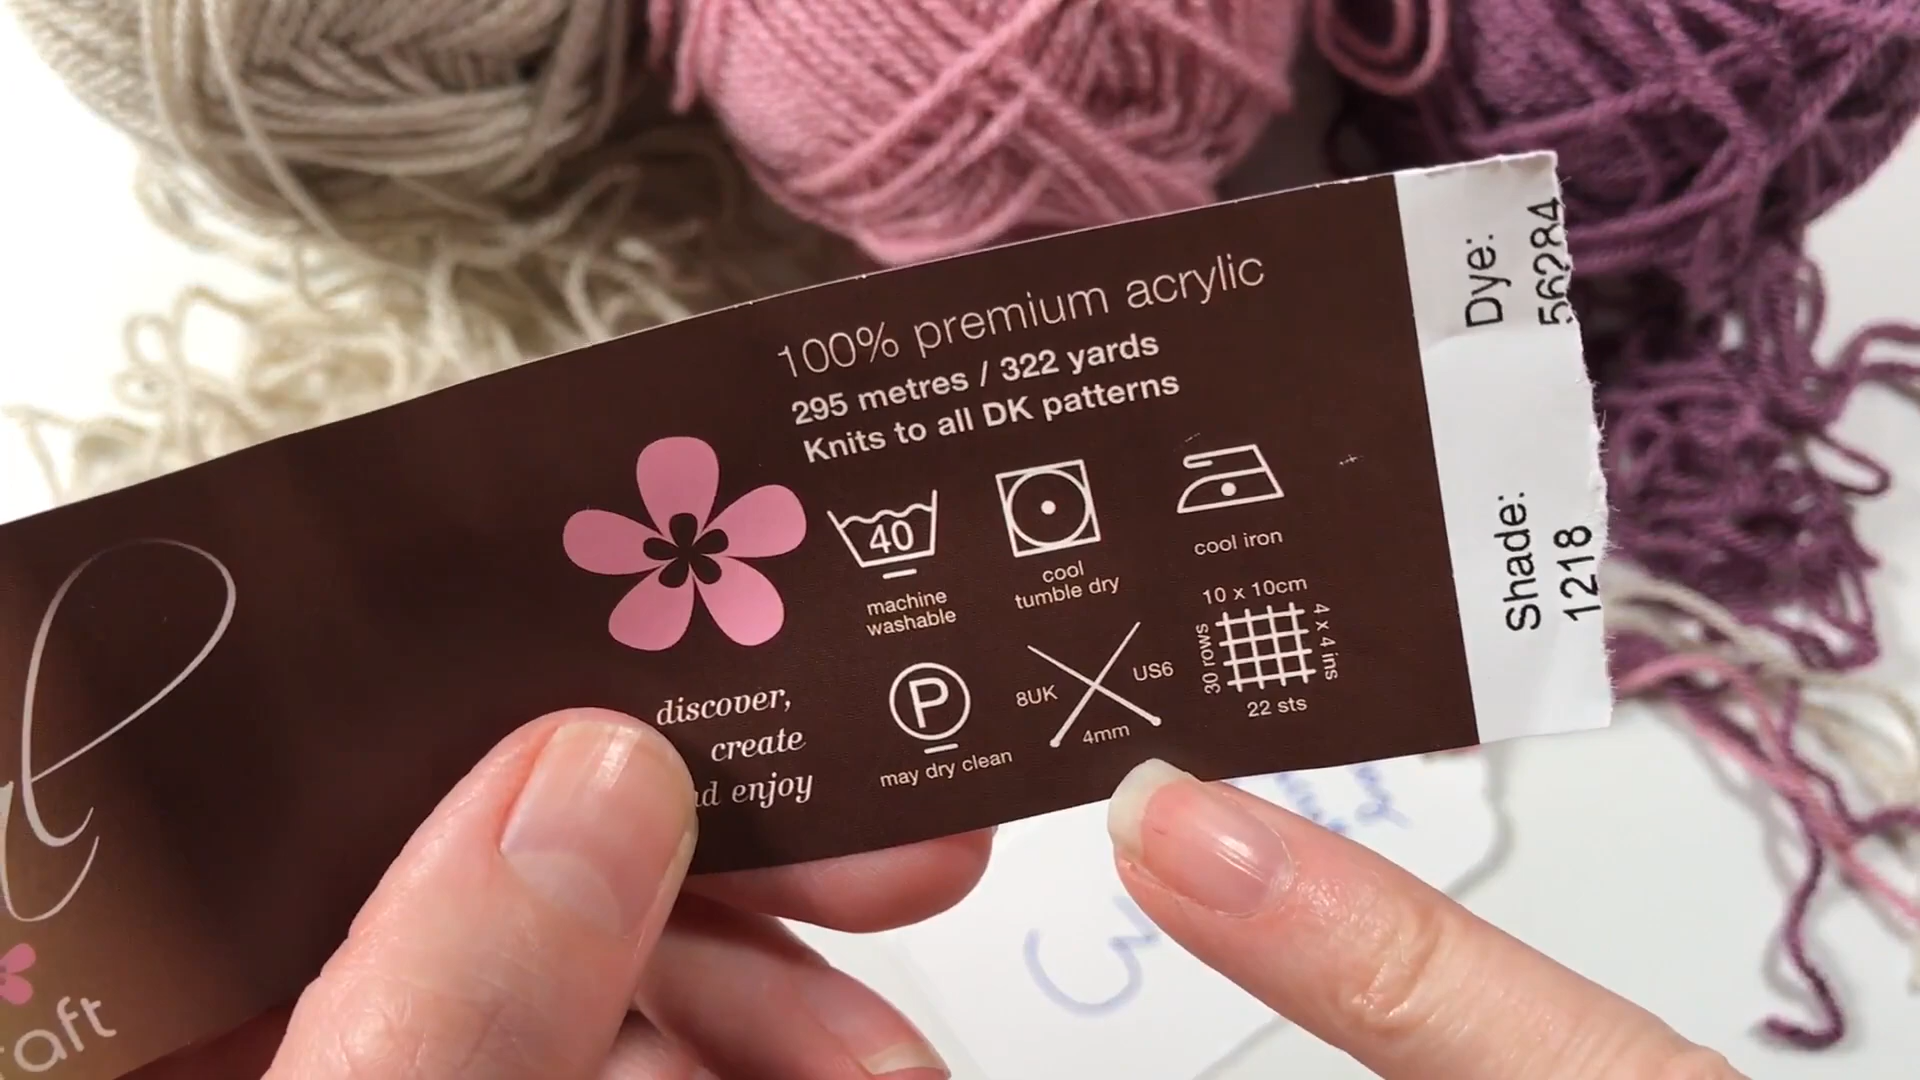 100% premium acrylic
295 metres / 322 yards
Knits to all DK patterns
40
machine
washable
cool
tumble dry
cool iron
P
may dry clean
8UK
US6
4mm
10 x 10cm
30 rows
4 x 4 ins
22 sts
discover,
create
enjoy
Dye:
56284
Shade:
1218